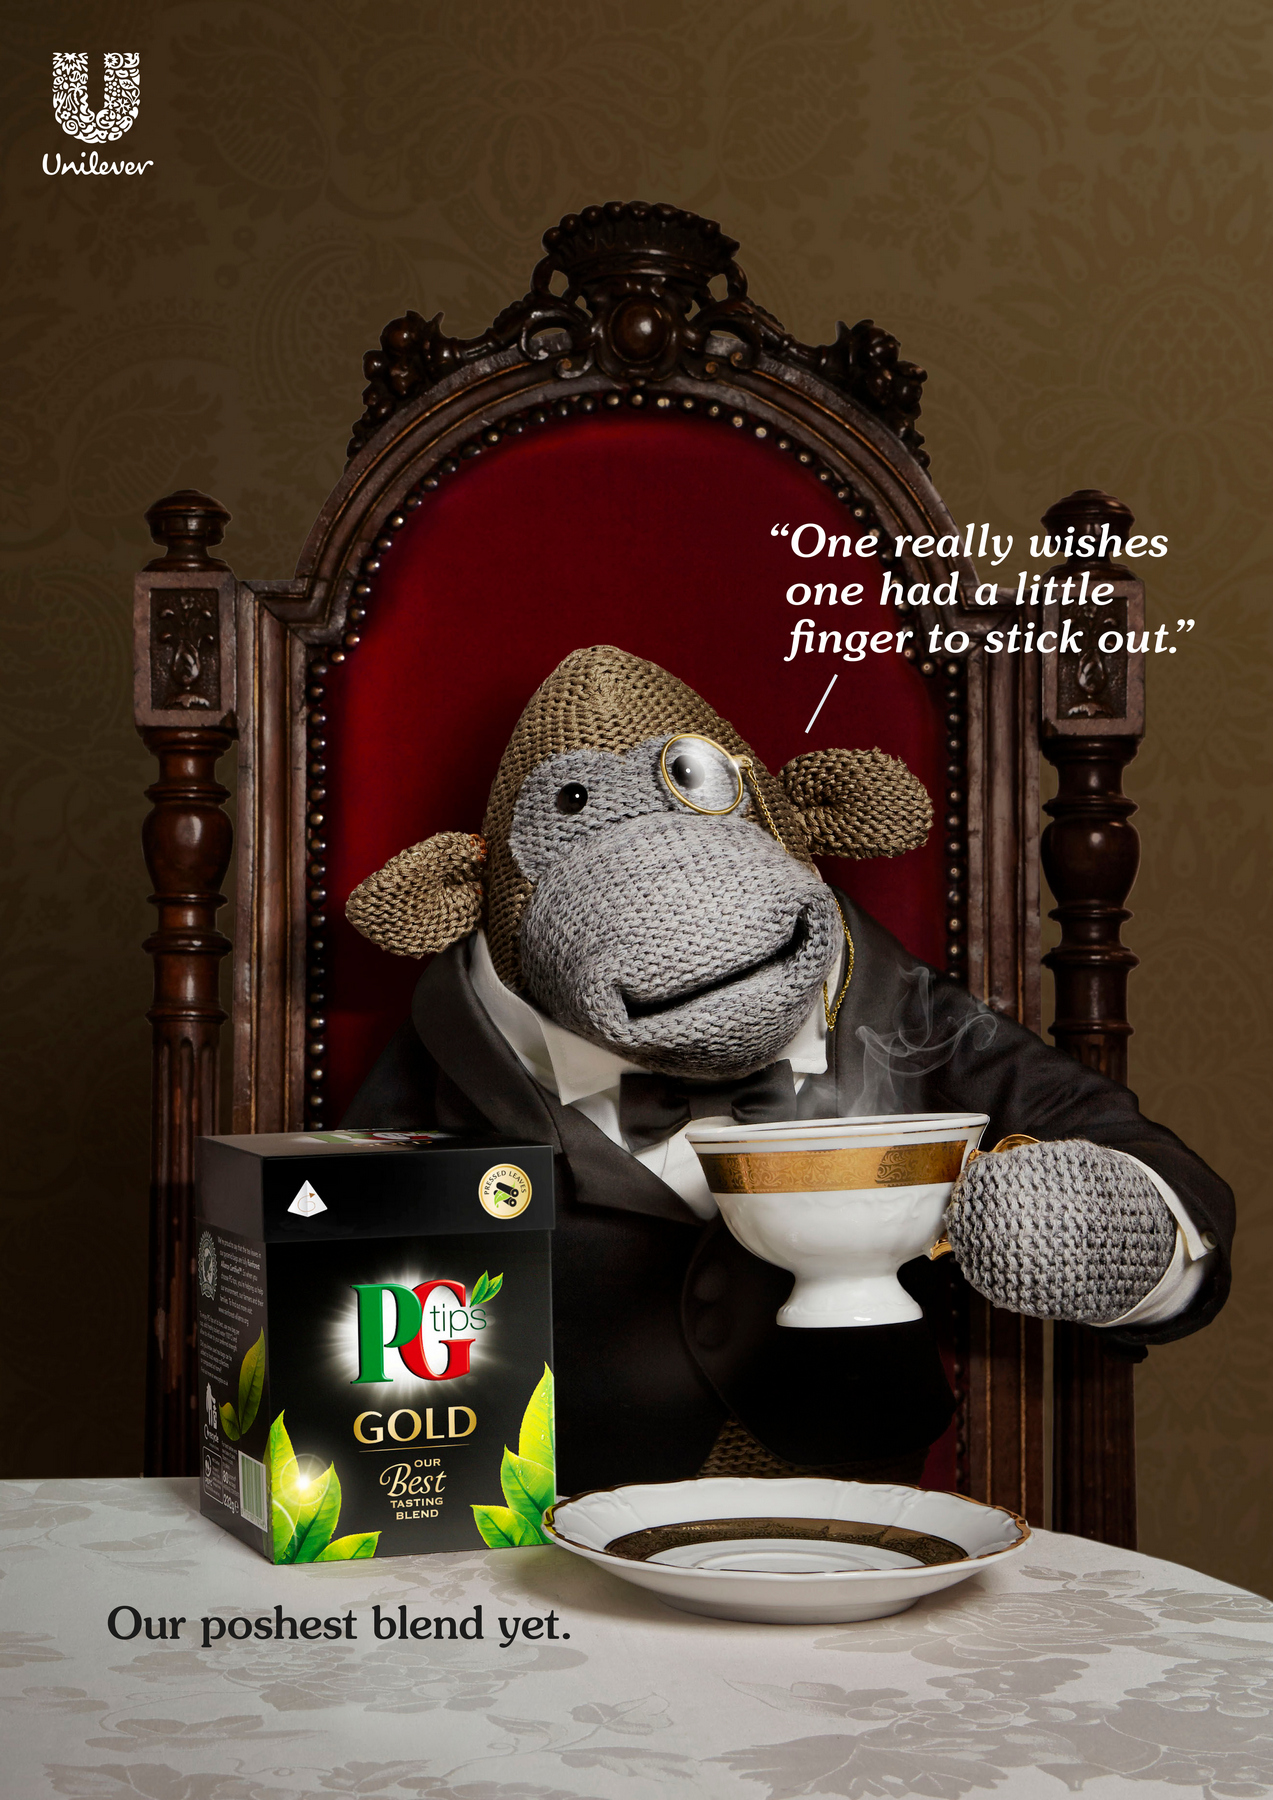 Unilever
“One really wishes
one had a little
finger to stick out.”
PRESSED LEAVES
PG
tips
GOLD
OUR
Best
TASTING
BLEND
232g
Our poshest blend yet.